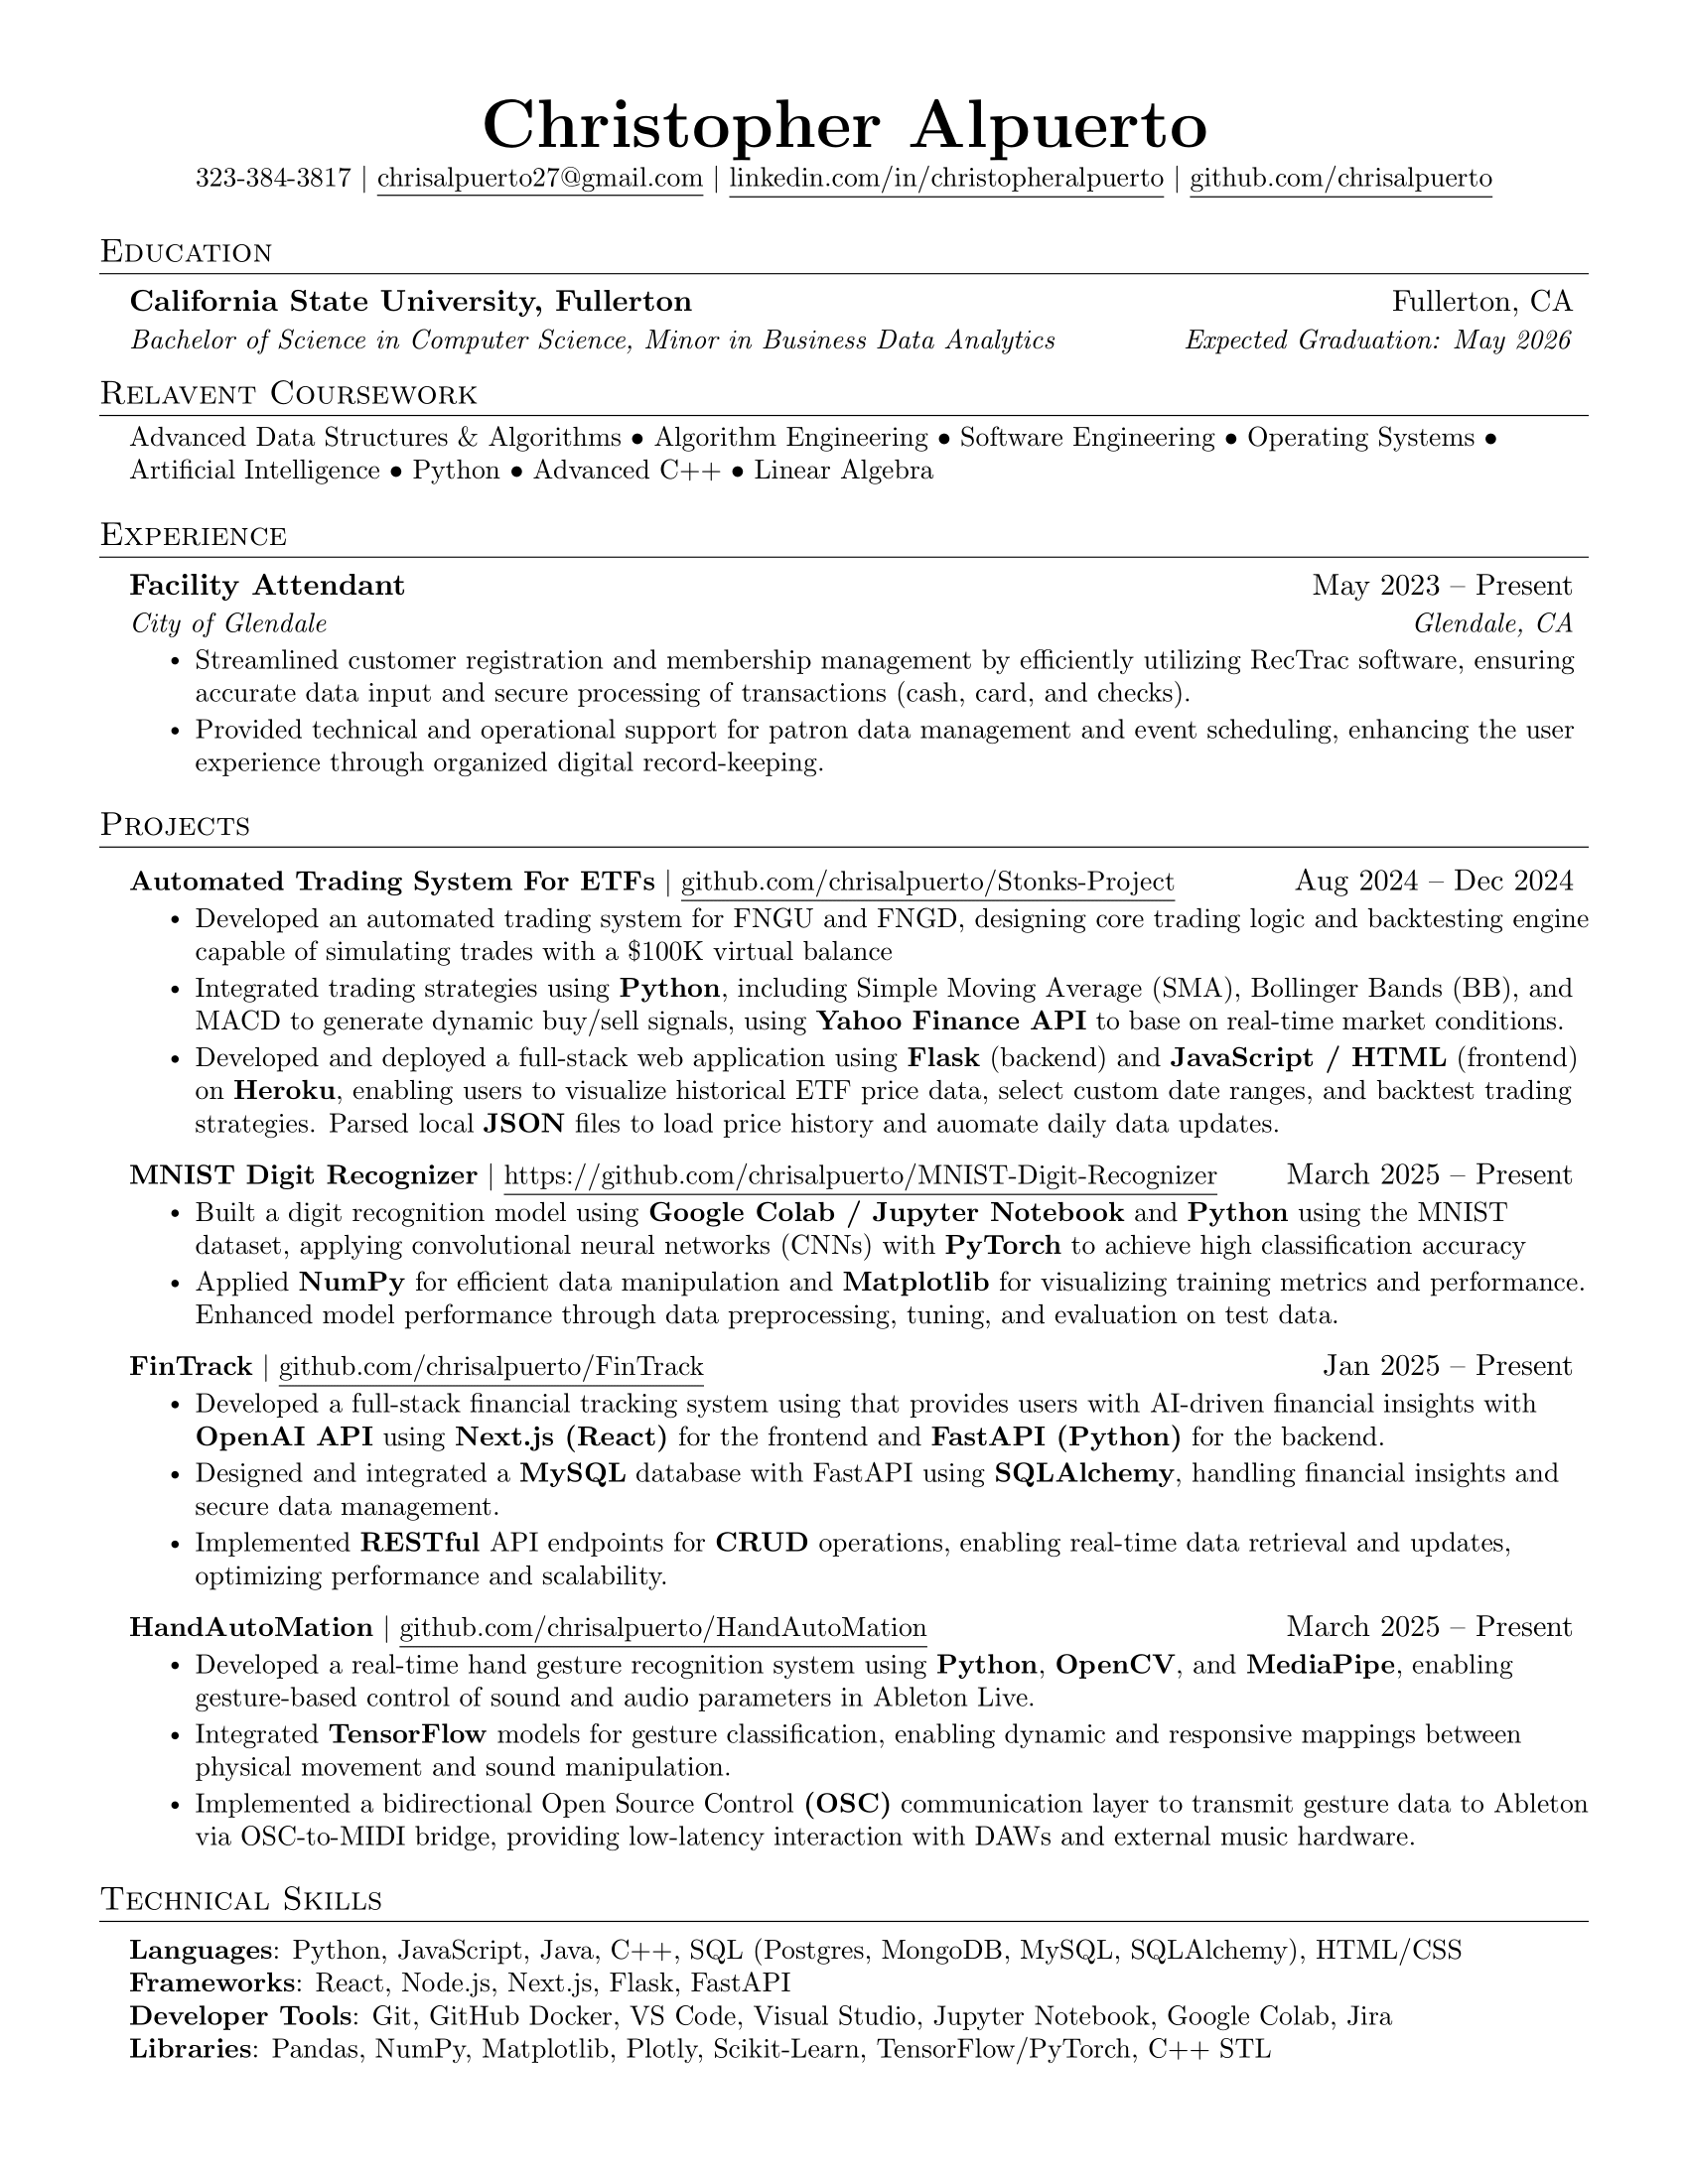 Christopher Alpuerto
323-384-3817 | chrisalpuerto27@gmail.com | linkedin.com/in/christopheralpuerto | github.com/chrisalpuerto
Education
California State University, Fullerton Fullerton, CA
Bachelor of Science in Computer Science, Minor in Business Data Analytics Expected Graduation: May 2026
Relavent Coursework
Advanced Data Structures & Algorithms • Algorithm Engineering • Software Engineering • Operating Systems •
Artificial Intelligence • Python • Advanced C++ • Linear Algebra
Experience
Facility Attendant May 2023 – Present
City of Glendale Glendale, CA
• Streamlined customer registration and membership management by efficiently utilizing RecTrac software, ensuring
accurate data input and secure processing of transactions (cash, card, and checks).
• Provided technical and operational support for patron data management and event scheduling, enhancing the user
experience through organized digital record-keeping.
Projects
Automated Trading System For ETFs | github.com/chrisalpuerto/Stonks-Project Aug 2024 – Dec 2024
• Developed an automated trading system for FNGU and FNGD, designing core trading logic and backtesting engine
capable of simulating trades with a $100K virtual balance
• Integrated trading strategies using Python, including Simple Moving Average (SMA), Bollinger Bands (BB), and
MACD to generate dynamic buy/sell signals, using Yahoo Finance API to base on real-time market conditions.
• Developed and deployed a full-stack web application using Flask (backend) and JavaScript / HTML (frontend)
on Heroku, enabling users to visualize historical ETF price data, select custom date ranges, and backtest trading
strategies. Parsed local JSON files to load price history and auomate daily data updates.
MNIST Digit Recognizer | https://github.com/chrisalpuerto/MNIST-Digit-Recognizer March 2025 – Present
• Built a digit recognition model using Google Colab / Jupyter Notebook and Python using the MNIST
dataset, applying convolutional neural networks (CNNs) with PyTorch to achieve high classification accuracy
• Applied NumPy for efficient data manipulation and Matplotlib for visualizing training metrics and performance.
Enhanced model performance through data preprocessing, tuning, and evaluation on test data.
FinTrack | github.com/chrisalpuerto/FinTrack Jan 2025 – Present
• Developed a full-stack financial tracking system using that provides users with AI-driven financial insights with
OpenAI API using Next.js (React) for the frontend and FastAPI (Python) for the backend.
• Designed and integrated a MySQL database with FastAPI using SQLAlchemy, handling financial insights and
secure data management.
• Implemented RESTful API endpoints for CRUD operations, enabling real-time data retrieval and updates,
optimizing performance and scalability.
HandAutoMation | github.com/chrisalpuerto/HandAutoMation March 2025 – Present
• Developed a real-time hand gesture recognition system using Python, OpenCV, and MediaPipe, enabling
gesture-based control of sound and audio parameters in Ableton Live.
• Integrated TensorFlow models for gesture classification, enabling dynamic and responsive mappings between
physical movement and sound manipulation.
• Implemented a bidirectional Open Source Control (OSC) communication layer to transmit gesture data to Ableton
via OSC-to-MIDI bridge, providing low-latency interaction with DAWs and external music hardware.
Technical Skills
Languages: Python, JavaScript, Java, C++, SQL (Postgres, MongoDB, MySQL, SQLAlchemy), HTML/CSS
Frameworks: React, Node.js, Next.js, Flask, FastAPI
Developer Tools: Git, GitHub Docker, VS Code, Visual Studio, Jupyter Notebook, Google Colab, Jira
Libraries: Pandas, NumPy, Matplotlib, Plotly, Scikit-Learn, TensorFlow/PyTorch, C++ STL